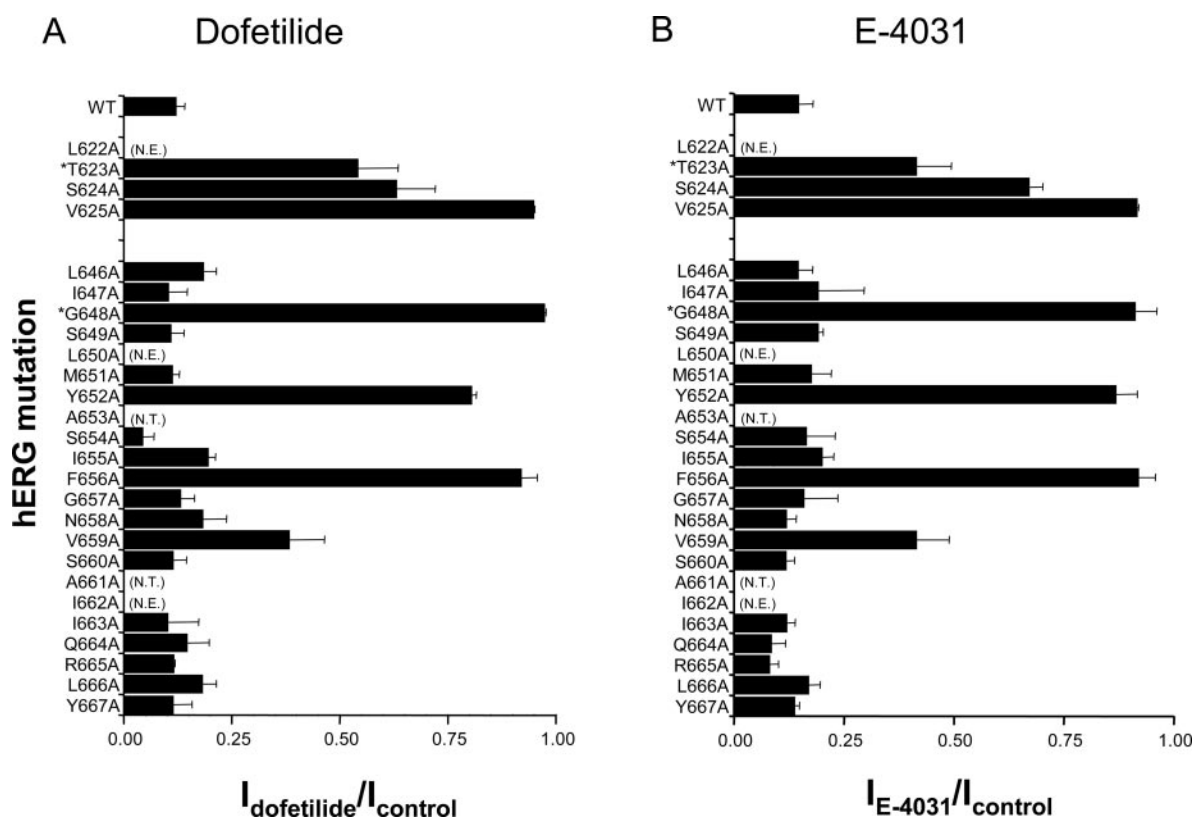 A Dofetilide
B E-4031
hERG mutation
WT
L622A (N.E.)
*T623A
S624A
V625A
L646A
I647A
*G648A
S649A
L650A (N.E.)
M651A
Y652A
A653A (N.T.)
S654A
I655A
F656A
G657A
N658A
V659A
S660A
A661A (N.T.)
I662A (N.E.)
I663A
Q664A
R665A
L666A
Y667A
0.00 0.25 0.50 0.75 1.00
Idofetilide/Icontrol
WT
L622A (N.E.)
*T623A
S624A
V625A
L646A
I647A
*G648A
S649A
L650A (N.E.)
M651A
Y652A
A653A (N.T.)
S654A
I655A
F656A
G657A
N658A
V659A
S660A
A661A (N.T.)
I662A (N.E.)
I663A
Q664A
R665A
L666A
Y667A
0.00 0.25 0.50 0.75 1.00
IE-4031/Icontrol